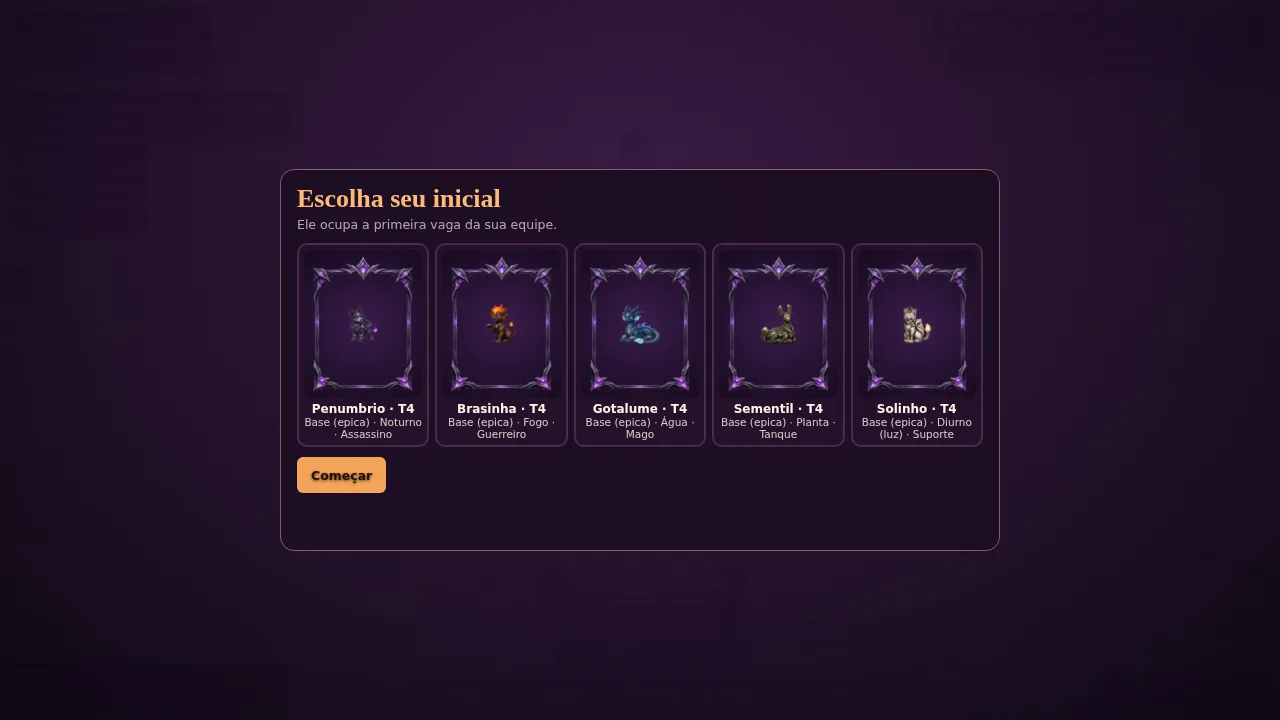 Escolha seu inicial
Ele ocupa a primeira vaga da sua equipe.
Penumbrio · T4
Base (epica) · Noturno
· Assassino
Brasinha · T4
Base (epica) · Fogo ·
Guerreiro
Gotalume · T4
Base (epica) · Água ·
Mago
Sementil · T4
Base (epica) · Planta ·
Tanque
Solinho · T4
Base (epica) · Diurno
(luz) · Suporte
Começar